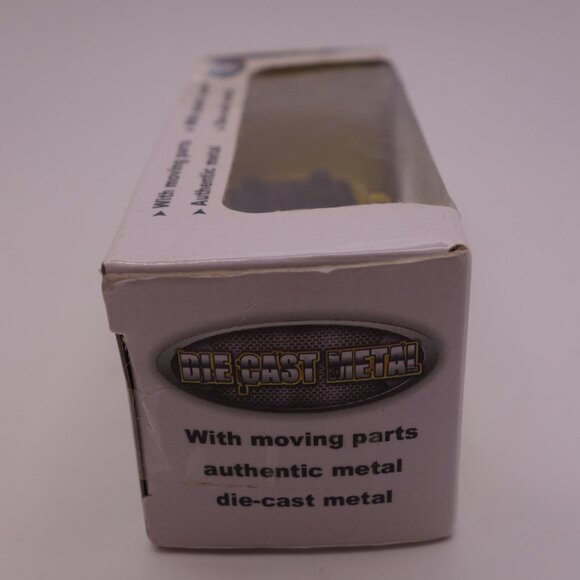 ➤ With moving parts
➤ Authentic metal
DIE CAST METAL
With moving parts
authentic metal
die-cast metal